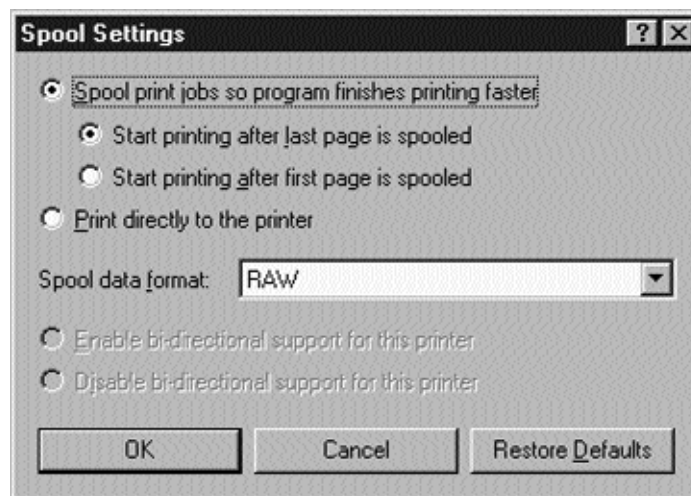 Spool Settings
Spool print jobs so program finishes printing faster
Start printing after last page is spooled
Start printing after first page is spooled
Print directly to the printer
Spool data format: RAW
Enable bi-directional support for this printer
Disable bi-directional support for this printer
OK Cancel Restore Defaults